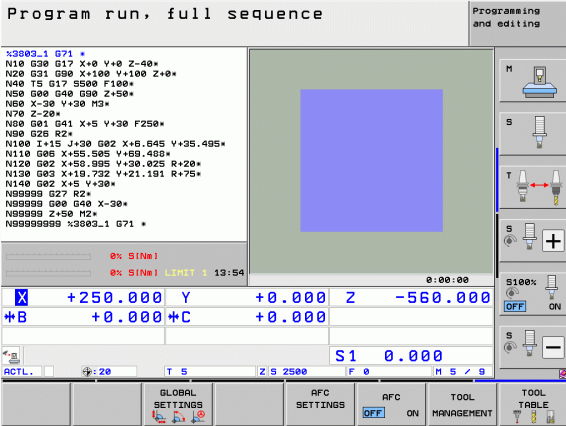 Program run, full sequence
Programming
and editing
%3803_1 G71 *
N10 G30 G17 X+0 Y+0 Z-40*
N20 G31 G90 X+100 Y+100 Z+0*
N40 T5 G17 S500 F100*
N50 G00 G40 G90 Z+50*
N60 X-30 Y+30 M3*
N70 Z-20*
N80 G01 G41 X+5 Y+30 F250*
N90 G26 R2*
N100 I+15 J+30 G02 X+6.645 Y+35.495*
N110 G06 X+55.505 Y+69.488*
N120 G02 X+58.995 Y+30.025 R+20*
N130 G03 X+19.732 Y+21.191 R+75*
N140 G02 X+5 Y+30*
N99999 G27 R2*
N99999 G00 G40 X-30*
N99999 Z+50 M2*
N99999999 %3803_1 G71 *
0% S[Nm]
0% S[Nm] LIMIT 1 13:54
0:00:00
X +250.000 Y +0.000 Z -560.000
B +0.000 C +0.000
S1 0.000
ACTL. :20 T 5 Z S 2500 F 0 M 5 / 9
M
S
T
S
+
S100%
OFF ON
S
−
GLOBAL
SETTINGS
AFC
SETTINGS
AFC
OFF ON
TOOL
MANAGEMENT
TOOL
TABLE